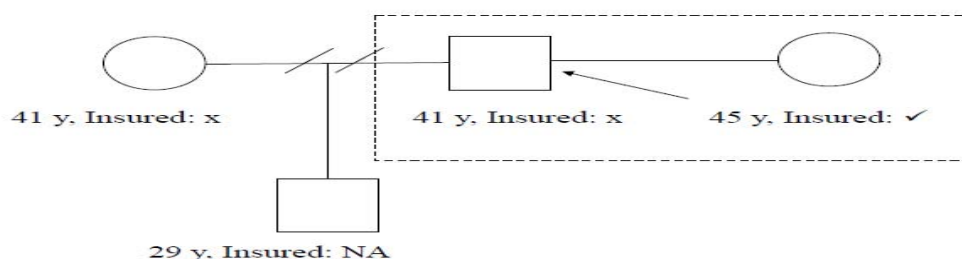 41 y, Insured: x
41 y, Insured: x
45 y, Insured: ✓
29 y, Insured: NA